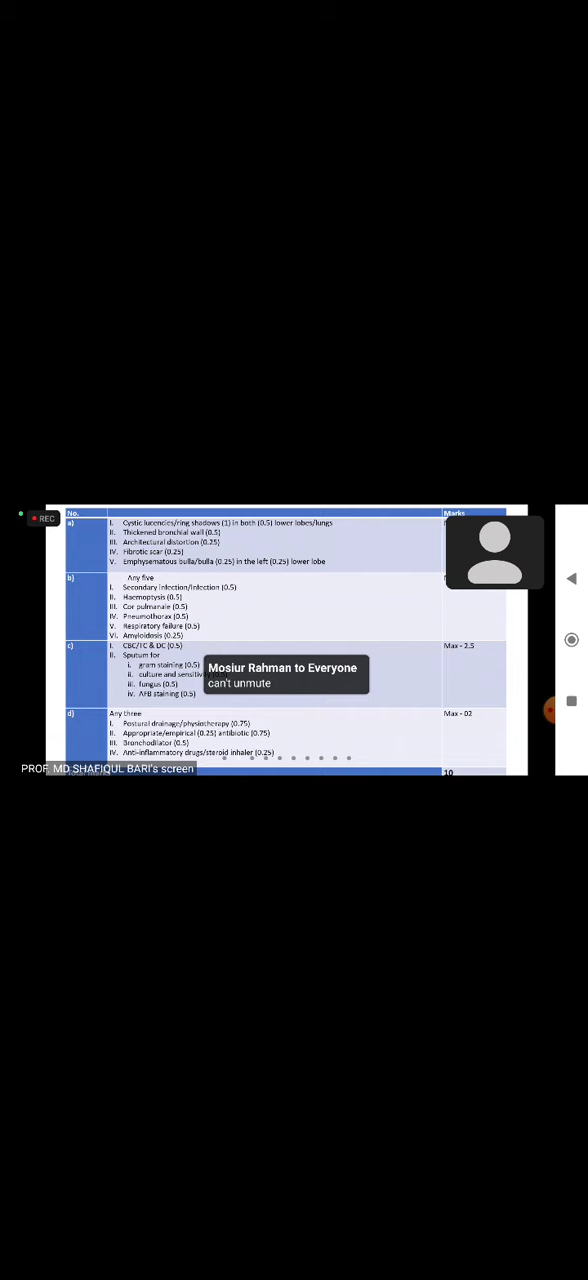 REC
No.
Marks
a)
I. Cystic lucencies/ring shadows (1) in both (0.5) lower lobes/lungs
II. Thickened bronchial wall (0.5)
III. Architectural distortion (0.25)
IV. Fibrotic scar (0.25)
V. Emphysematous bulla/bulla (0.25) in the left (0.25) lower lobe
b)
Any five
I. Secondary infection/Infection (0.5)
II. Haemoptysis (0.5)
III. Cor pulmonale (0.5)
IV. Pneumothorax (0.5)
V. Respiratory failure (0.5)
VI. Amyloidosis (0.25)
c)
I. CBC/TC & DC (0.5)
Max - 2.5
II. Sputum for
i. gram staining (0.5)
ii. culture and
iii. fungus (0.5)
iv. AFB staining (0.5)
Mosiur Rahman to Everyone
can't unmute
d)
Any three
Max - 02
I. Postural drainage/physiotherapy (0.75)
II. Appropriate/empirical (0.25) antibiotic (0.75)
III. Bronchodilator (0.5)
IV. Anti-inflammatory drugs/steroid inhaler (0.25)
PROF. MD SHAFIQUL BARI's screen
10